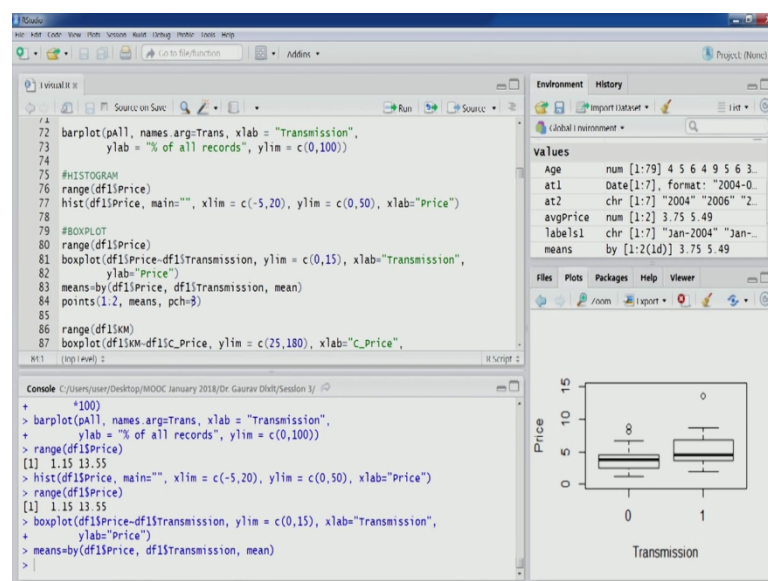 RStudio
File Edit Code View Plots Session Build Debug Profile Tools Help
Go to file/function
Addins
Project: (None)
1visual.R
Source on Save
Run
Source
71
72 barplot(pAll, names.arg=Trans, xlab = "Transmission",
73 ylab = "% of all records", ylim = c(0,100))
74
75 #HISTOGRAM
76 range(df1$Price)
77 hist(df1$Price, main="", xlim = c(-5,20), ylim = c(0,50), xlab="Price")
78
79 #BOXPLOT
80 range(df1$Price)
81 boxplot(df1$Price~df1$Transmission, ylim = c(0,15), xlab="Transmission",
82 ylab="Price")
83 means=by(df1$Price, df1$Transmission, mean)
84 points(1:2, means, pch=3)
85
86 range(df1$KM)
87 boxplot(df1$KM~df1$C_Price, ylim = c(25,180), xlab="C_Price",
84:1 (Top Level) R Script
Console C:/Users/user/Desktop/MOOC January 2018/Dr. Gaurav Dixit/Session 3/
+ *100)
> barplot(pAll, names.arg=Trans, xlab = "Transmission",
+ ylab = "% of all records", ylim = c(0,100))
> range(df1$Price)
[1] 1.15 13.55
> hist(df1$Price, main="", xlim = c(-5,20), ylim = c(0,50), xlab="Price")
> range(df1$Price)
[1] 1.15 13.55
> boxplot(df1$Price~df1$Transmission, ylim = c(0,15), xlab="Transmission",
+ ylab="Price")
> means=by(df1$Price, df1$Transmission, mean)
>
Environment History
Import Dataset List
Global Environment
Values
Age num [1:79] 4 5 6 4 9 5 6 3…
at1 Date[1:7], format: "2004-0…
at2 chr [1:7] "2004" "2006" "2…
avgPrice num [1:2] 3.75 5.49
labels1 chr [1:7] "Jan-2004" "Jan-…
means by [1:2(1d)] 3.75 5.49
Files Plots Packages Help Viewer
Zoom Export
15
10
5
0
Price
0 1
Transmission